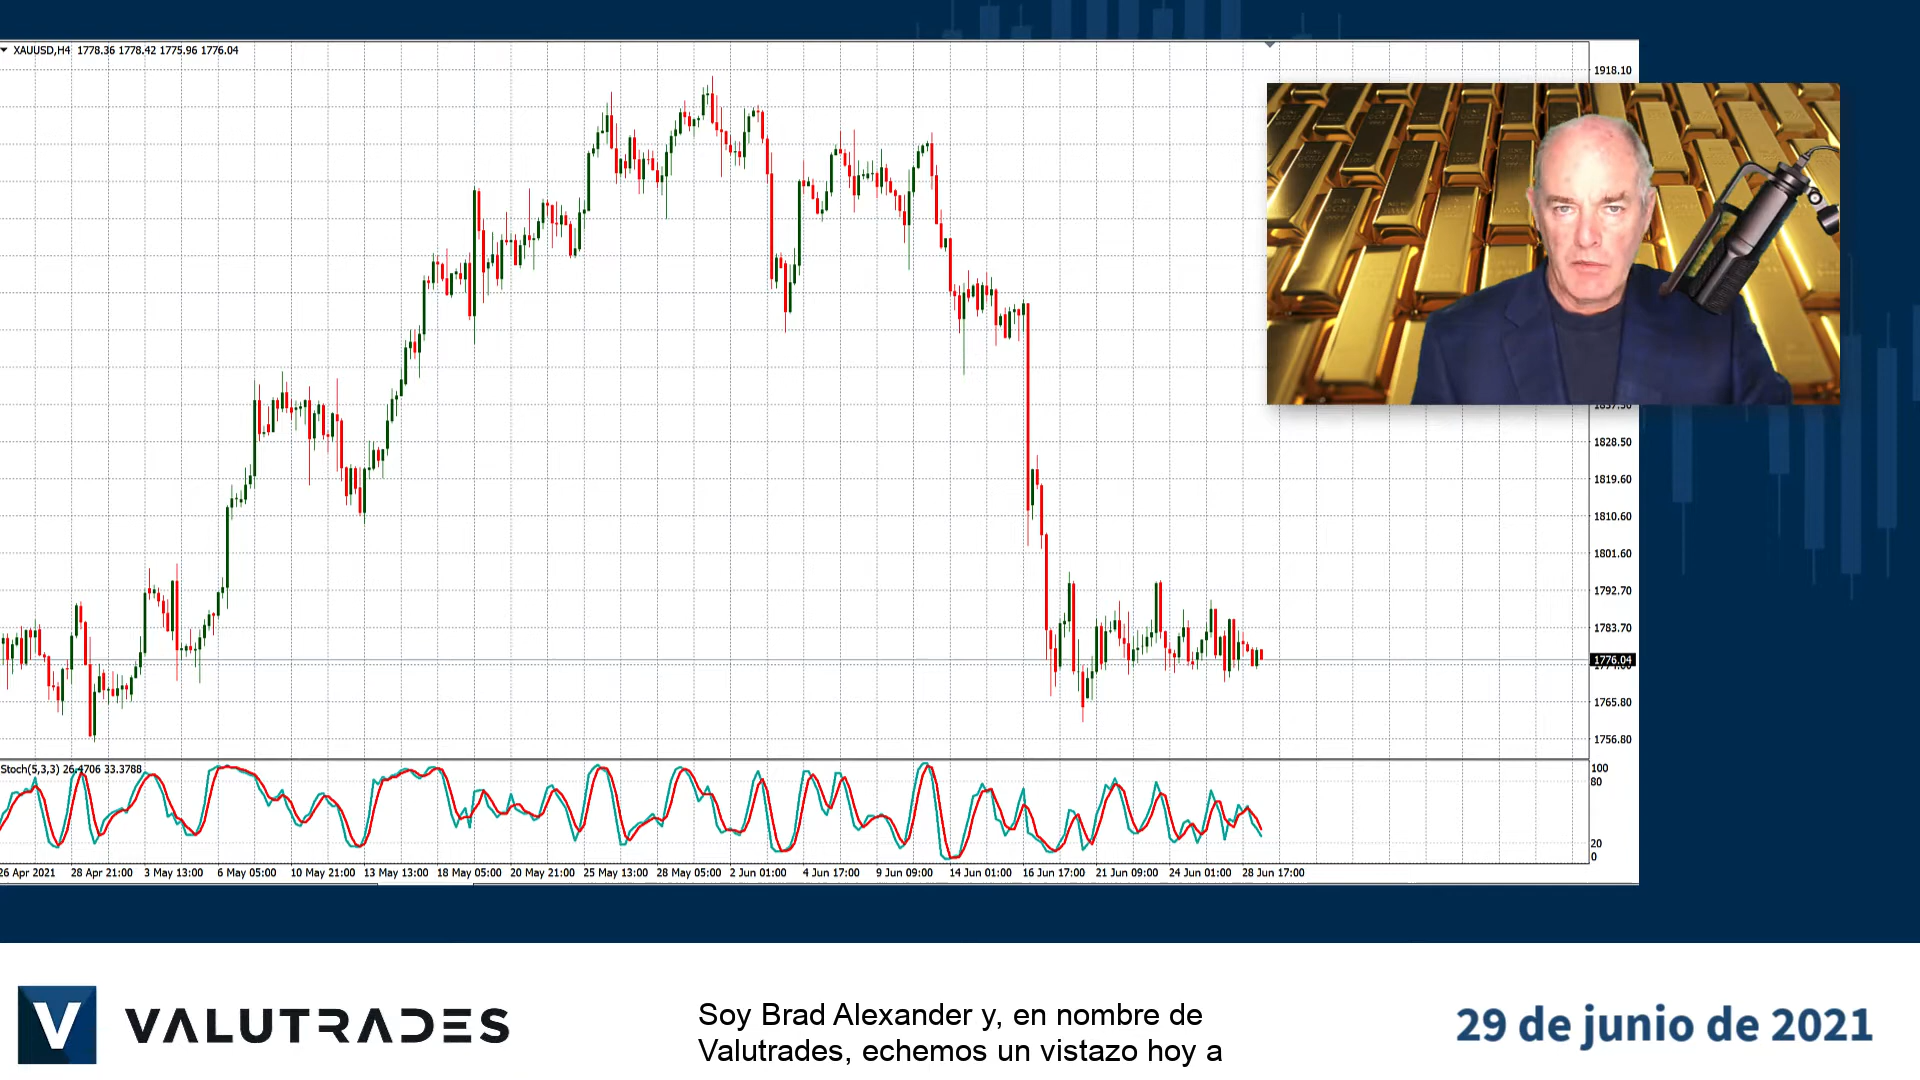 XAUUSD,H4 1778.36 1778.42 1775.96 1776.04
1918.10
1828.50
1819.60
1810.60
1801.60
1792.70
1783.70
1776.04
1765.80
1756.80
Stoch(5,3,3) 26.4706 33.3788
100
80
20
0
26 Apr 2021 28 Apr 21:00 3 May 13:00 6 May 05:00 10 May 21:00 13 May 13:00 18 May 05:00 20 May 21:00 25 May 13:00 28 May 05:00 2 Jun 01:00 4 Jun 17:00 9 Jun 09:00 14 Jun 01:00 16 Jun 17:00 21 Jun 09:00 24 Jun 01:00 28 Jun 17:00
V VALUTRADES
Soy Brad Alexander y, en nombre de
Valutrades, echemos un vistazo hoy a
29 de junio de 2021